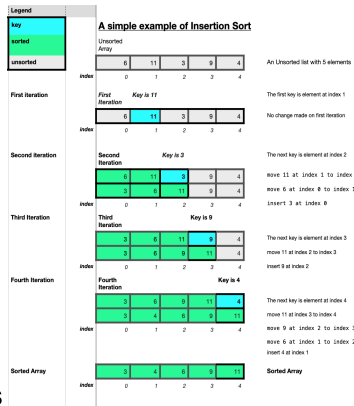 Legend
key
A simple example of Insertion Sort
sorted
Unsorted
Array
unsorted
6 11 3 9 4
An Unsorted list with 5 elements
index 0 1 2 3 4
First iteration
First
Iteration
Key is 11
The first key is element at index 1
6 11 3 9 4
No change made on first iteration
index 0 1 2 3 4
Second iteration
Second
Iteration
Key is 3
The next key is element at index 2
6 11 3 9 4
move 11 at index 1 to index
3 6 11 9 4
move 6 at index 0 to index 1
index 0 1 2 3 4
insert 3 at index 0
Third Iteration
Third
Iteration
Key is 9
3 6 11 9 4
The next key is element at index 3
3 6 9 11 4
move 11 at index 2 to index 3
index 0 1 2 3 4
insert 9 at index 2
Fourth Iteration
Fourth
Iteration
Key is 4
3 6 9 11 4
The next key is element at index 4
3 4 6 9 11
move 11 at index 3 to index 4
index 0 1 2 3 4
move 9 at index 2 to index 3
move 6 at index 1 to index 2
insert 4 at index 1
Sorted Array
3 4 6 9 11
Sorted Array
index 0 1 2 3 4
s